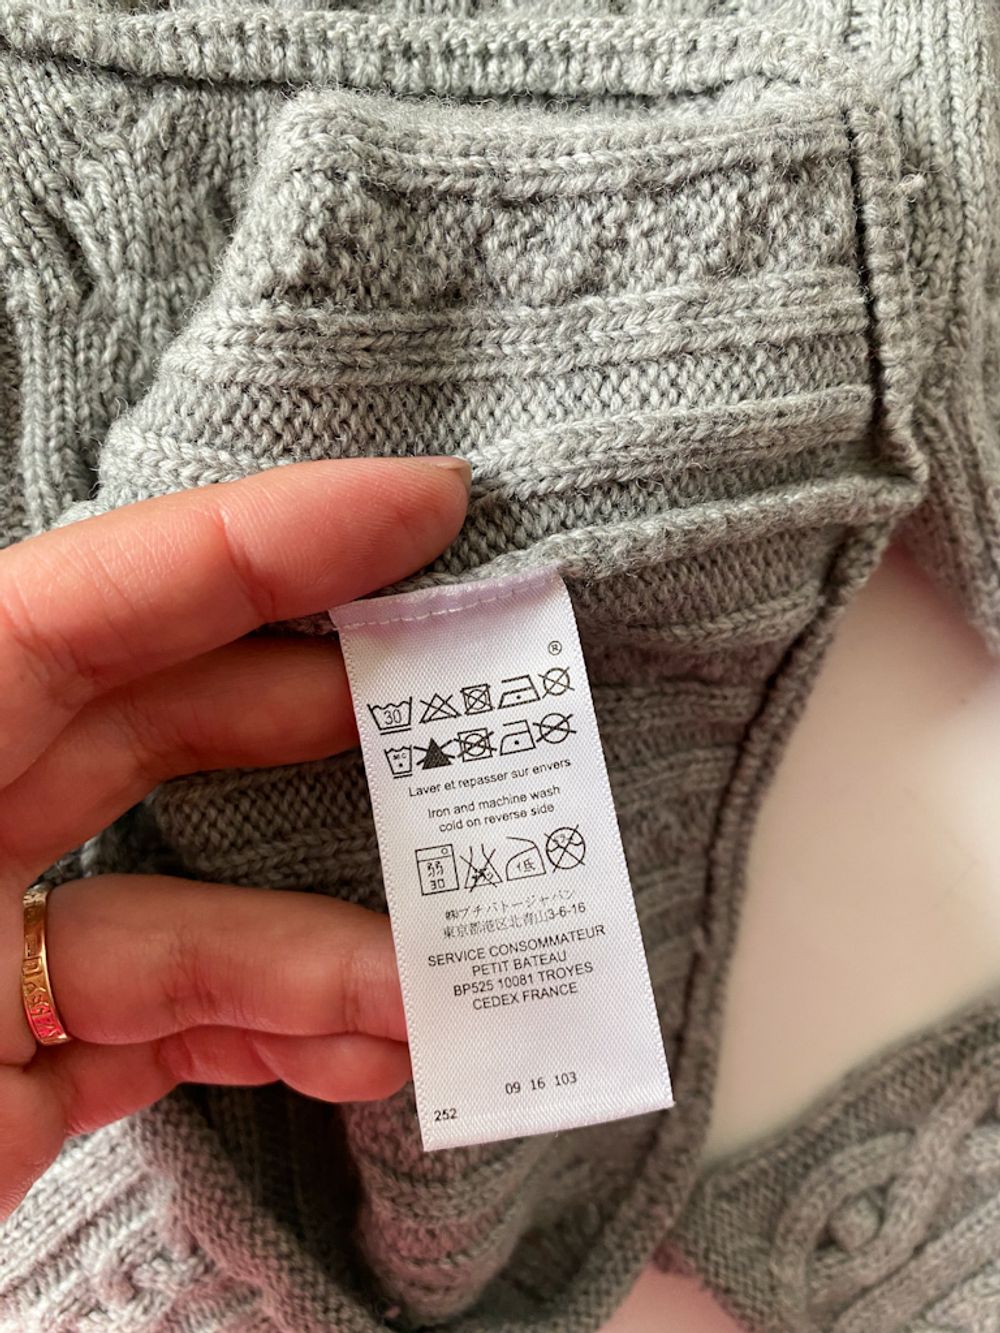 ®
30
Laver et repasser sur envers
Iron and machine wash
cold on reverse side
弱
30
低
㈱プチバトージャパン
東京都港区北青山3-6-16
SERVICE CONSOMMATEUR
PETIT BATEAU
BP525 10081 TROYES
CEDEX FRANCE
09 16 103
252